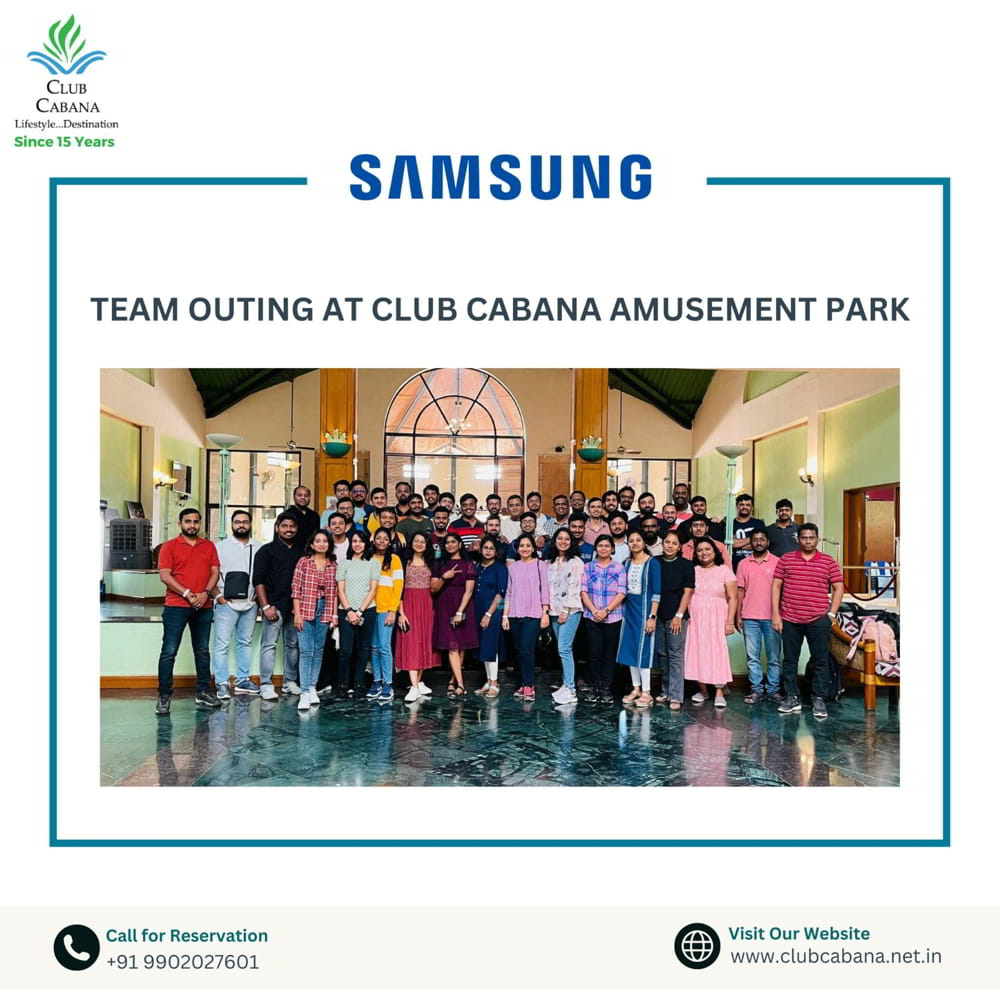 CLUB
CABANA
Lifestyle...Destination
Since 15 Years
SAMSUNG
TEAM OUTING AT CLUB CABANA AMUSEMENT PARK
Call for Reservation
+91 9902027601
Visit Our Website
www.clubcabana.net.in